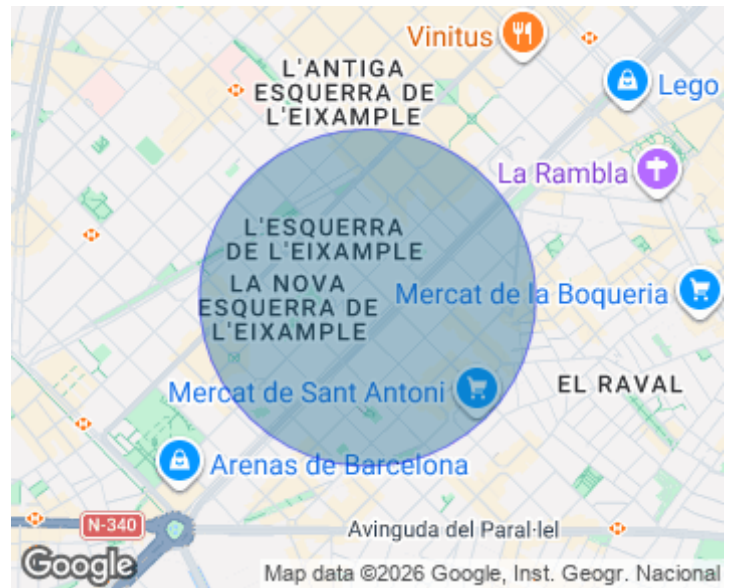 Vinitus
L'ANTIGA
ESQUERRA DE
L'EIXAMPLE
Lego
La Rambla
L'ESQUERRA
DE L'EIXAMPLE
LA NOVA
ESQUERRA DE
L'EIXAMPLE
Mercat de la Boqueria
Mercat de Sant Antoni
EL RAVAL
Arenas de Barcelona
N-340
Avinguda del Paral·lel
Google
Map data ©2026 Google, Inst. Geogr. Nacional